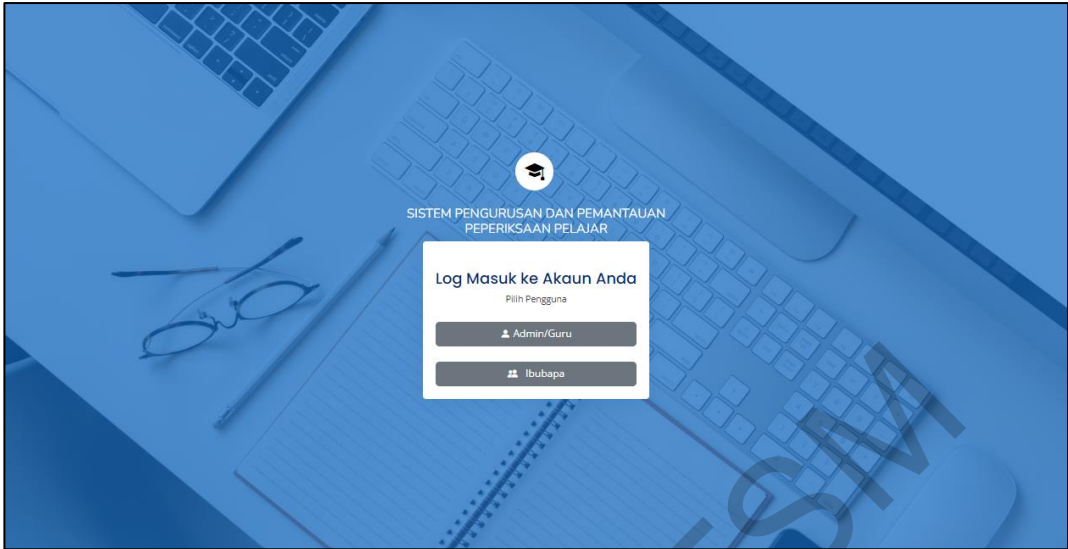 SISTEM PENGURUSAN DAN PEMANTAUAN
PEPERIKSAAN PELAJAR
Log Masuk ke Akaun Anda
Pilih Pengguna
Admin/Guru
Ibubapa